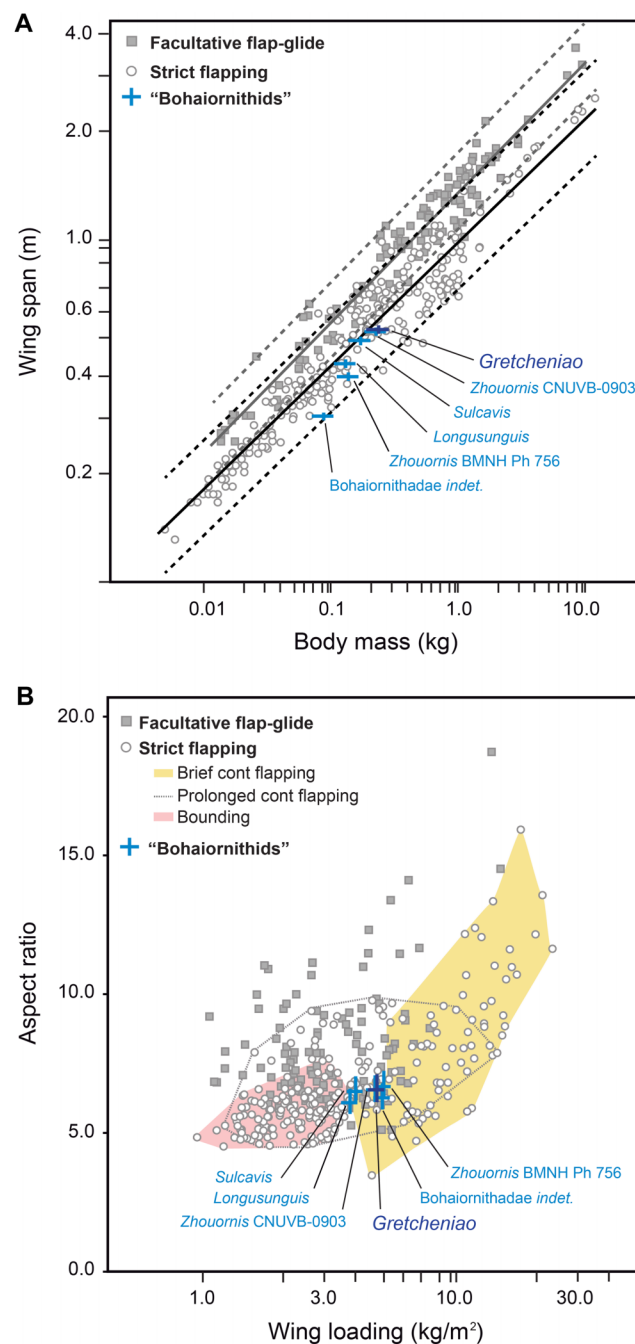 A
4.0
Facultative flap-glide
Strict flapping
"Bohaiornithids"
2.0
1.0
0.6
0.4
0.2
Wing span (m)
Gretcheniao
Zhouornis CNUVB-0903
Sulcavis
Longusunguis
Zhouornis BMNH Ph 756
Bohaiornithadae indet.
0.01
0.1
1.0
10.0
Body mass (kg)
B
20.0
Facultative flap-glide
Strict flapping
Brief cont flapping
Prolonged cont flapping
Bounding
"Bohaiornithids"
15.0
10.0
5.0
0.0
Aspect ratio
Sulcavis
Longusunguis
Zhouornis CNUVB-0903
Gretcheniao
Zhouornis BMNH Ph 756
Bohaiornithadae indet.
1.0
3.0
10.0
30.0
Wing loading (kg/m²)